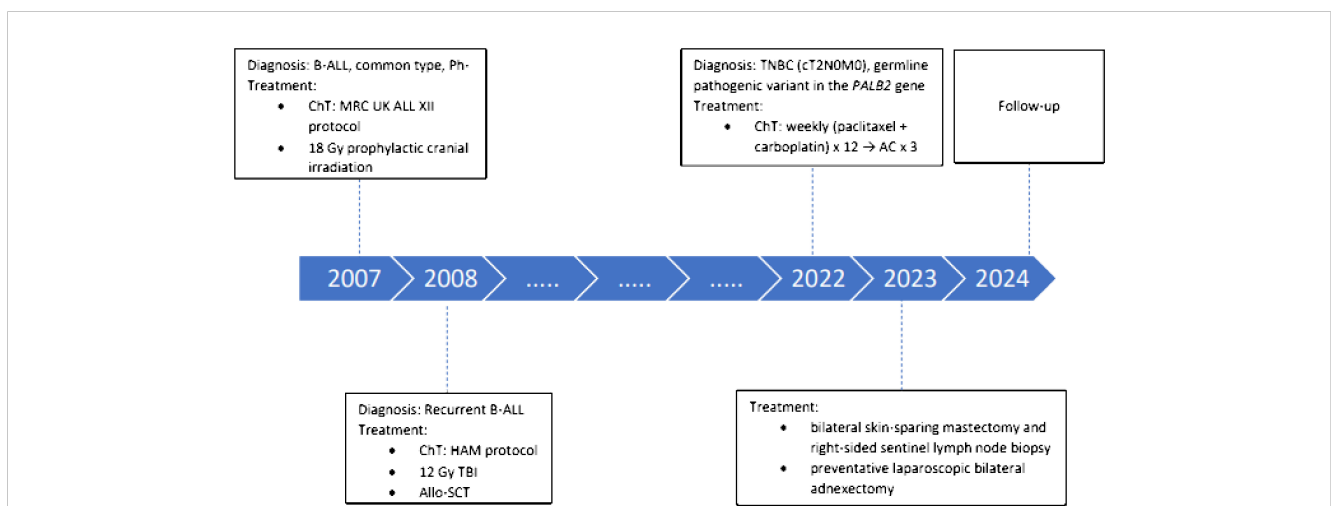 Diagnosis: B-ALL, common type, Ph-
Treatment:
• ChT: MRC UK ALL XII
protocol
• 18 Gy prophylactic cranial
irradiation
Diagnosis: TNBC (cT2N0M0), germline
pathogenic variant in the PALB2 gene
Treatment:
• ChT: weekly (paclitaxel +
carboplatin) x 12 → AC x 3
Follow-up
2007 2008 ..... ..... ..... 2022 2023 2024
Diagnosis: Recurrent B-ALL
Treatment:
• ChT: HAM protocol
• 12 Gy TBI
• Allo-SCT
Treatment:
• bilateral skin-sparing mastectomy and
right-sided sentinel lymph node biopsy
• preventative laparoscopic bilateral
adnexectomy